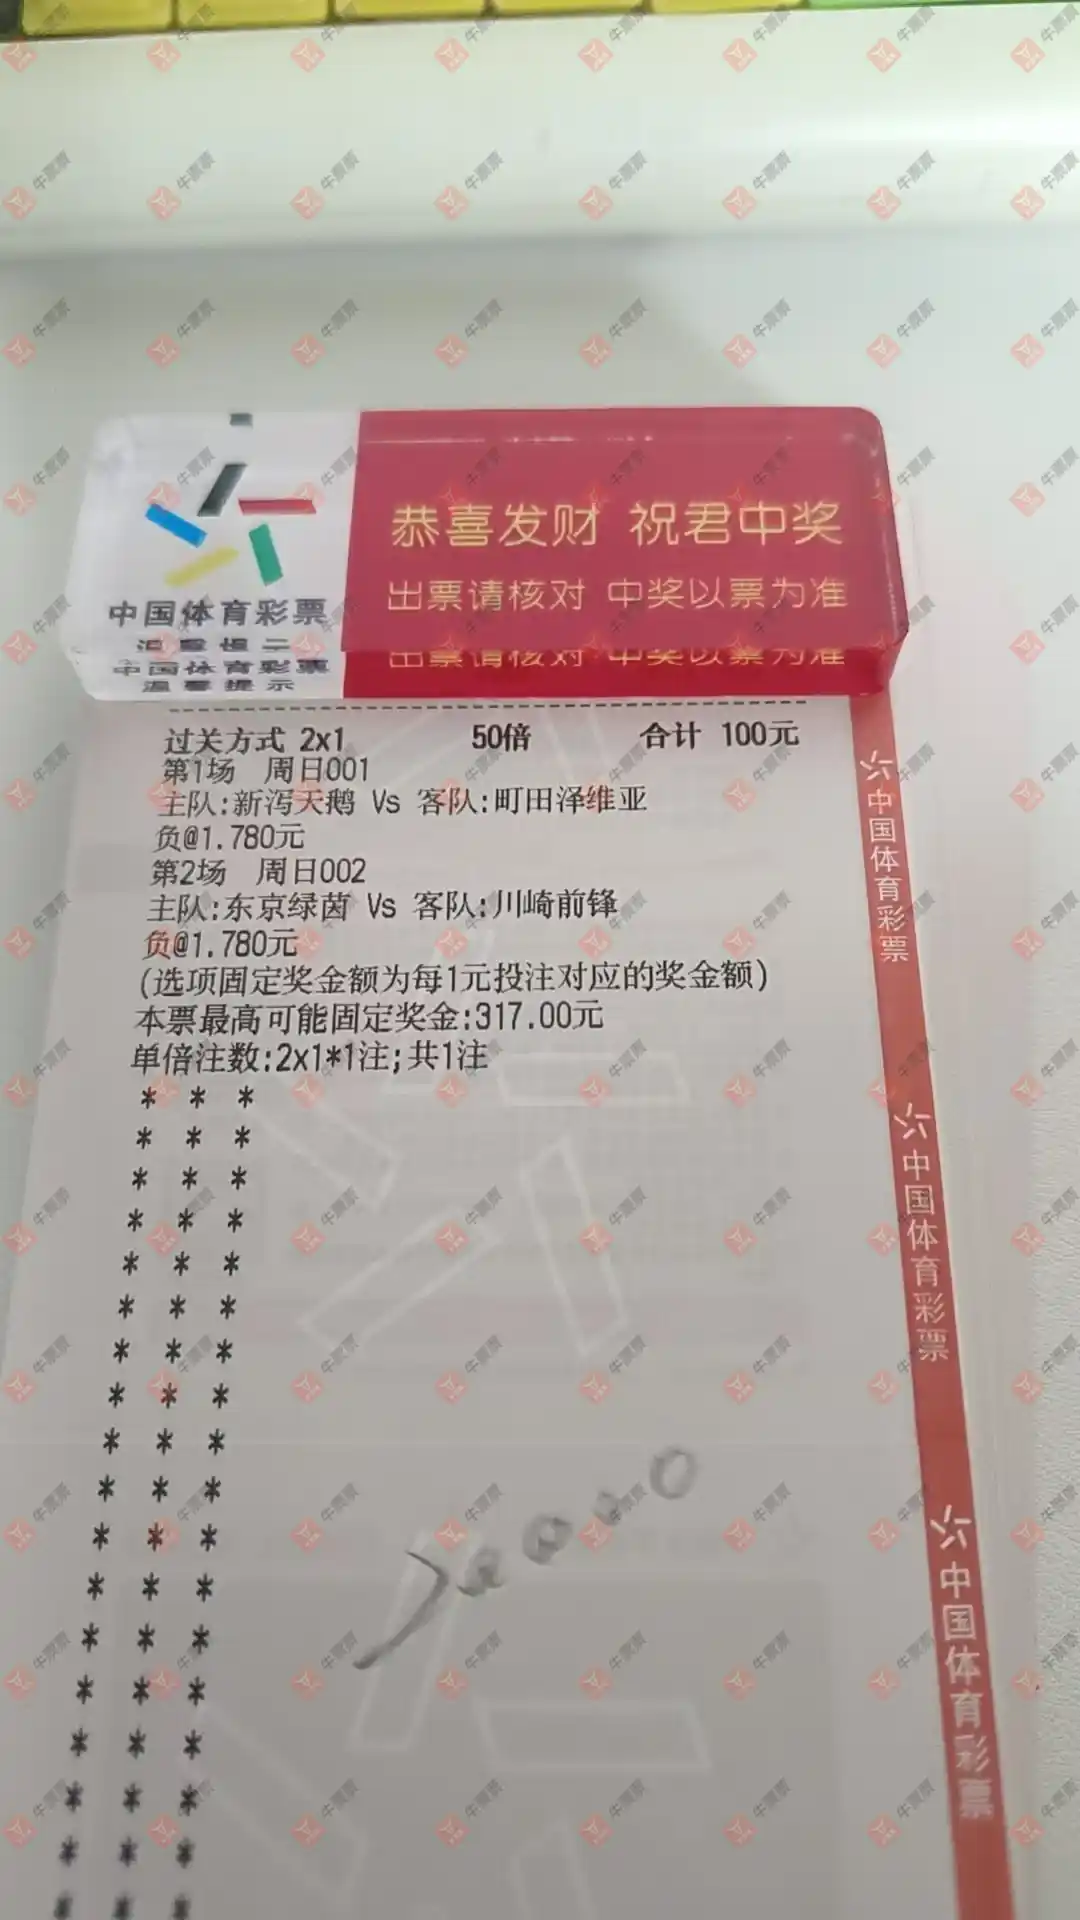 中国体育彩票
温馨提示
恭喜发财 祝君中奖
出票请核对 中奖以票为准
过关方式 2x1 50倍 合计 100元
第1场 周日001
主队:新泻天鹅 Vs 客队:町田泽维亚
负@1.780元
第2场 周日002
主队:东京绿茵 Vs 客队:川崎前锋
负@1.780元
(选项固定奖金额为每1元投注对应的奖金额)
本票最高可能固定奖金:317.00元
单倍注数:2x1*1注;共1注
中国体育彩票
中国体育彩票
中国体育彩票
牛票票